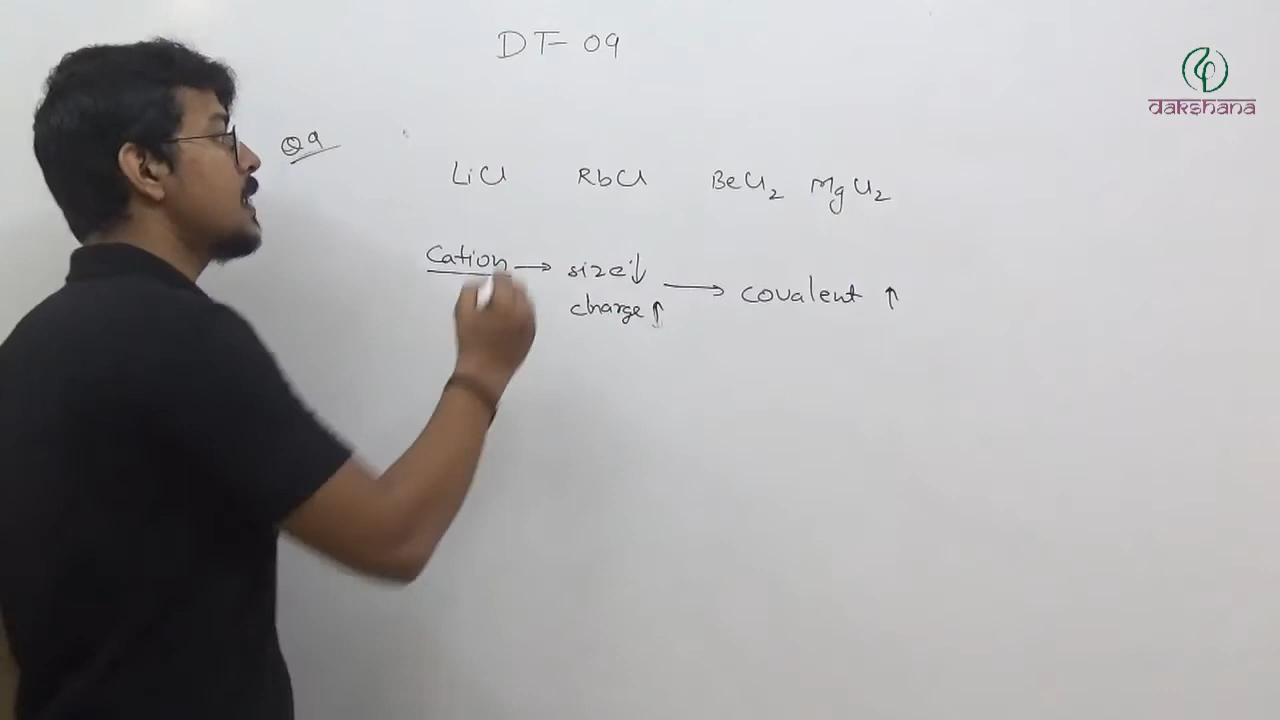 DT-09
dakshana
Q9
LiCl RbCl BeCl2 MgCl2
Cation → size ↓
charge ↑ → covalent ↑